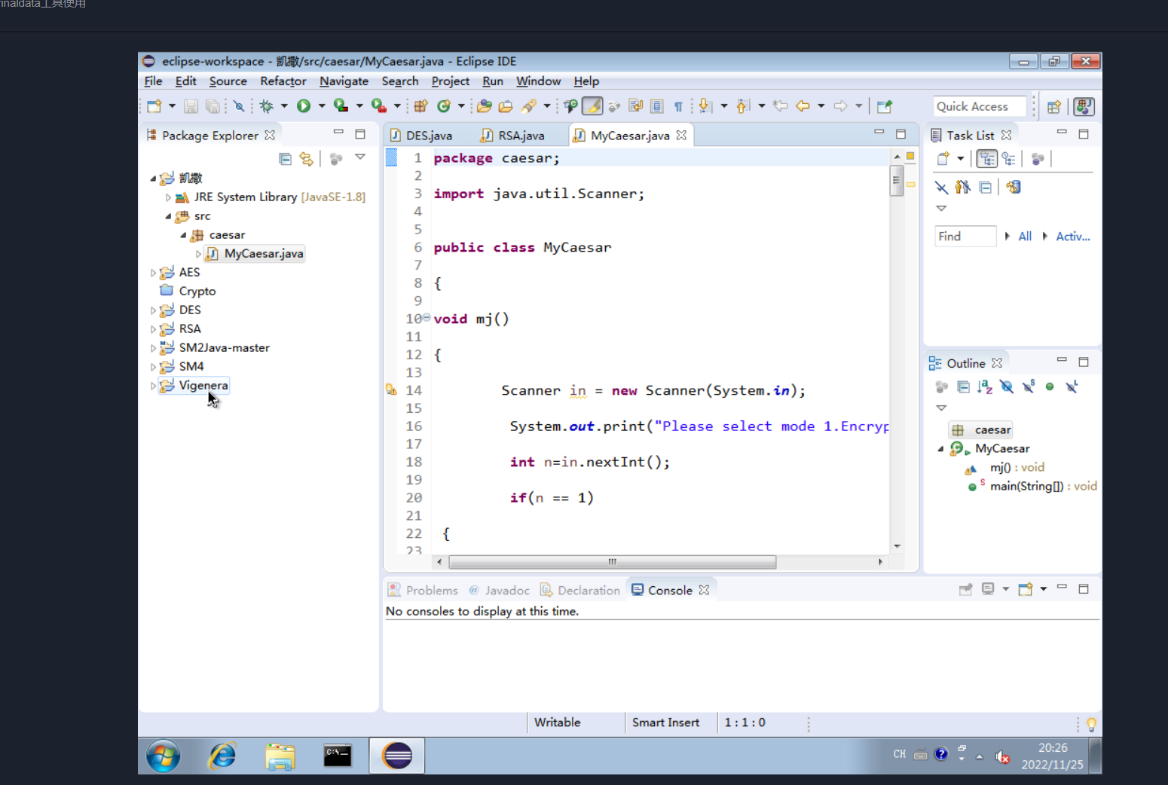 inaldata工具使用
eclipse-workspace - 凯撒/src/caesar/MyCaesar.java - Eclipse IDE
File Edit Source Refactor Navigate Search Project Run Window Help
Quick Access
Package Explorer
凯撒
JRE System Library [JavaSE-1.8]
src
caesar
MyCaesar.java
AES
Crypto
DES
RSA
SM2Java-master
SM4
Vigenera
DES.java RSA.java MyCaesar.java
1 package caesar;
2
3 import java.util.Scanner;
4
5
6 public class MyCaesar
7
8 {
9
10 void mj()
11
12 {
13
14 Scanner in = new Scanner(System.in);
15
16 System.out.print("Please select mode 1.Encryp
17
18 int n=in.nextInt();
19
20 if(n == 1)
21
22 {
23
Task List
Find All Activ...
Outline
caesar
MyCaesar
mj() : void
main(String[]) : void
Problems @ Javadoc Declaration Console
No consoles to display at this time.
Writable Smart Insert 1 : 1 : 0
C:\_
CH
20:26
2022/11/25